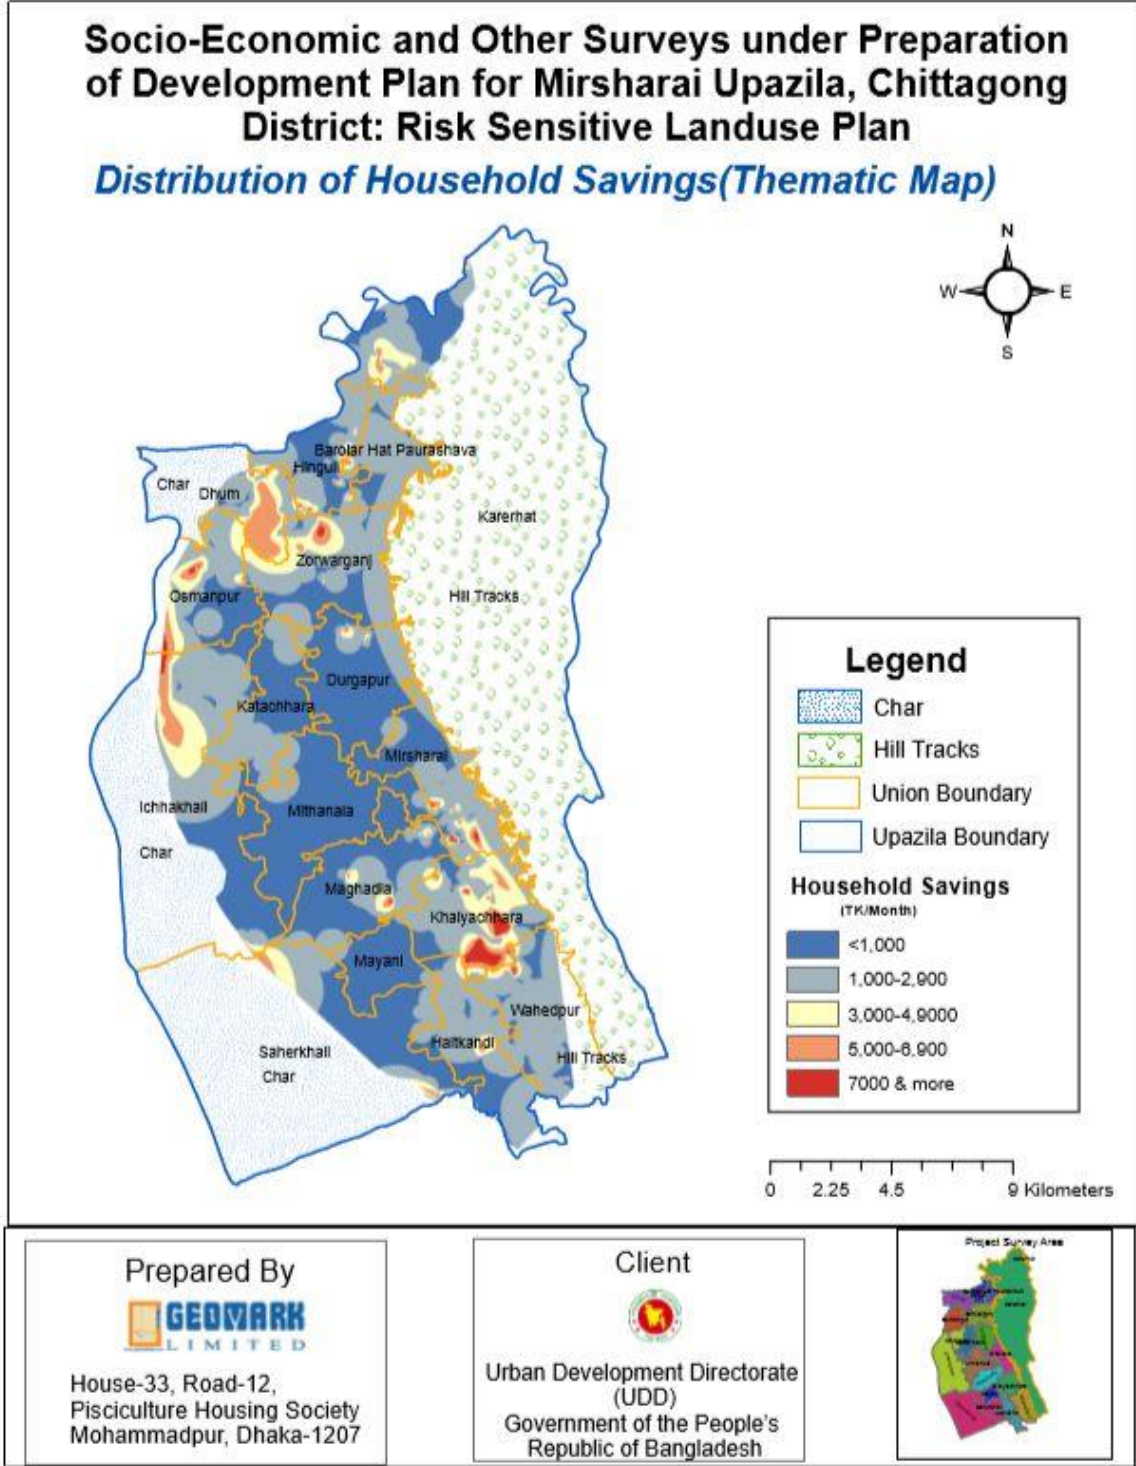 Socio-Economic and Other Surveys under Preparation
of Development Plan for Mirsharai Upazila, Chittagong
District: Risk Sensitive Landuse Plan
Distribution of Household Savings(Thematic Map)
N
W
E
S
Barolar Hat Paurashava
Hinguli
Char
Dhum
Karerhat
Zorwarganj
Osmanpur
Hill Tracks
Durgapur
Katachhara
Mirsharai
Ichhakhali
Mithanala
Char
Maghadia
Khaiyachhara
Mayani
Wahedpur
Haitkandi
Saherkhali
Hill Tracks
Char
Legend
Char
Hill Tracks
Union Boundary
Upazila Boundary
Household Savings
(TK/Month)
<1,000
1,000-2,900
3,000-4,9000
5,000-6,900
7000 & more
0 2.25 4.5 9 Kilometers
Prepared By
GEOMARK
LIMITED
House-33, Road-12,
Pisciculture Housing Society
Mohammadpur, Dhaka-1207
Client
Urban Development Directorate
(UDD)
Government of the People's
Republic of Bangladesh
Project Survey Area